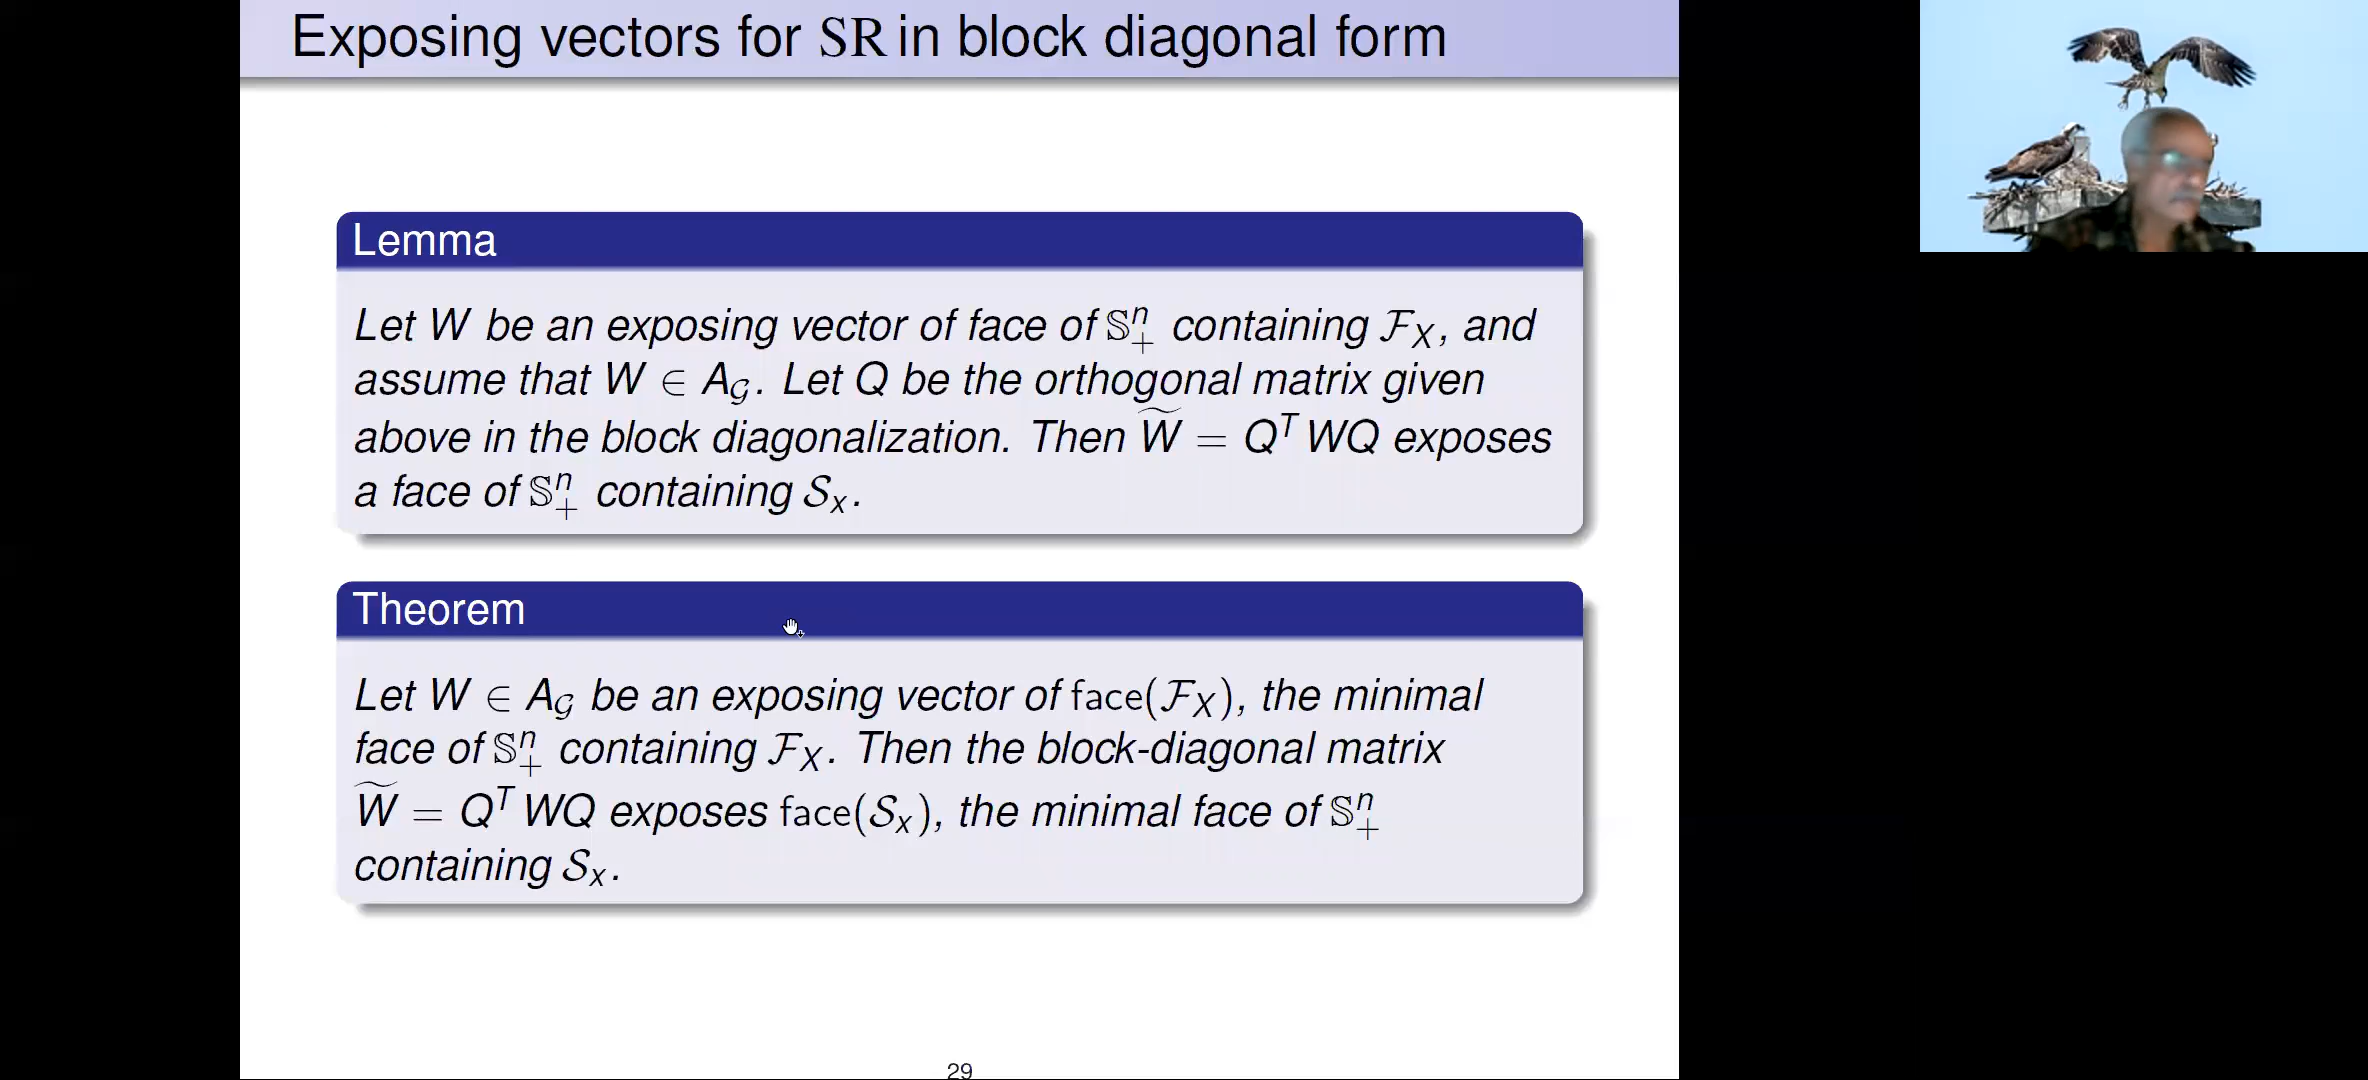 Exposing vectors for SR in block diagonal form
Lemma
Let W be an exposing vector of face of 𝕊ⁿ₊ containing ℱ_X, and
assume that W ∈ A_𝒢. Let Q be the orthogonal matrix given
above in the block diagonalization. Then W̃ = QᵀWQ exposes
a face of 𝕊ⁿ₊ containing 𝒮ₓ.
Theorem
Let W ∈ A_𝒢 be an exposing vector of face(ℱ_X), the minimal
face of 𝕊ⁿ₊ containing ℱ_X. Then the block-diagonal matrix
W̃ = QᵀWQ exposes face(𝒮ₓ), the minimal face of 𝕊ⁿ₊
containing 𝒮ₓ.
29